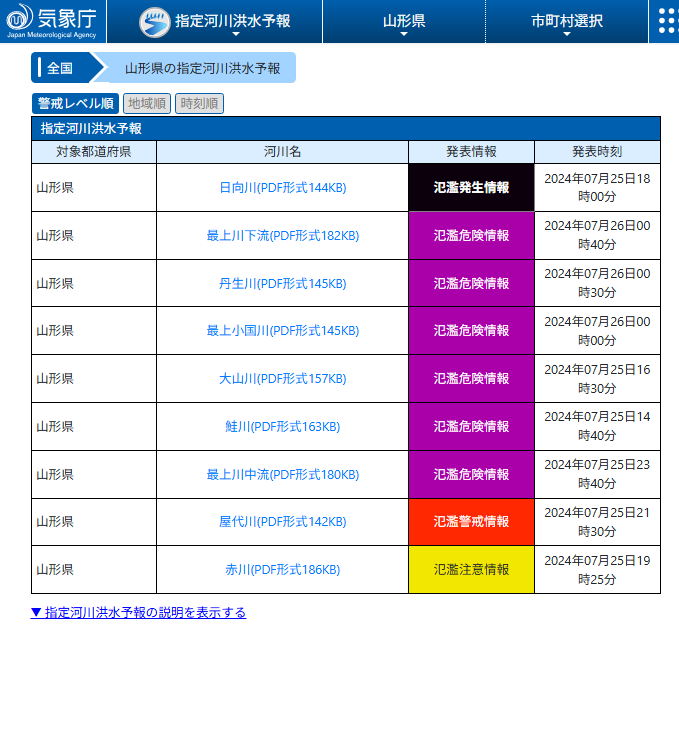 気象庁
Japan Meteorological Agency
指定河川洪水予報
山形県
市町村選択
全国
山形県の指定河川洪水予報
警戒レベル順 地域順 時刻順
指定河川洪水予報
対象都道府県 河川名 発表情報 発表時刻
山形県 日向川(PDF形式144KB) 氾濫発生情報 2024年07月25日18
時00分
山形県 最上川下流(PDF形式182KB) 氾濫危険情報 2024年07月26日00
時40分
山形県 丹生川(PDF形式145KB) 氾濫危険情報 2024年07月26日00
時30分
山形県 最上小国川(PDF形式145KB) 氾濫危険情報 2024年07月26日00
時00分
山形県 大山川(PDF形式157KB) 氾濫危険情報 2024年07月25日16
時30分
山形県 鮭川(PDF形式163KB) 氾濫危険情報 2024年07月25日14
時40分
山形県 最上川中流(PDF形式180KB) 氾濫危険情報 2024年07月25日23
時40分
山形県 屋代川(PDF形式142KB) 氾濫警戒情報 2024年07月25日21
時30分
山形県 赤川(PDF形式186KB) 氾濫注意情報 2024年07月25日19
時25分
▼ 指定河川洪水予報の説明を表示する